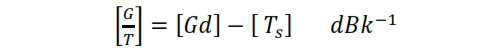 [G/T] = [Gd] − [ Tₛ] dBk⁻¹